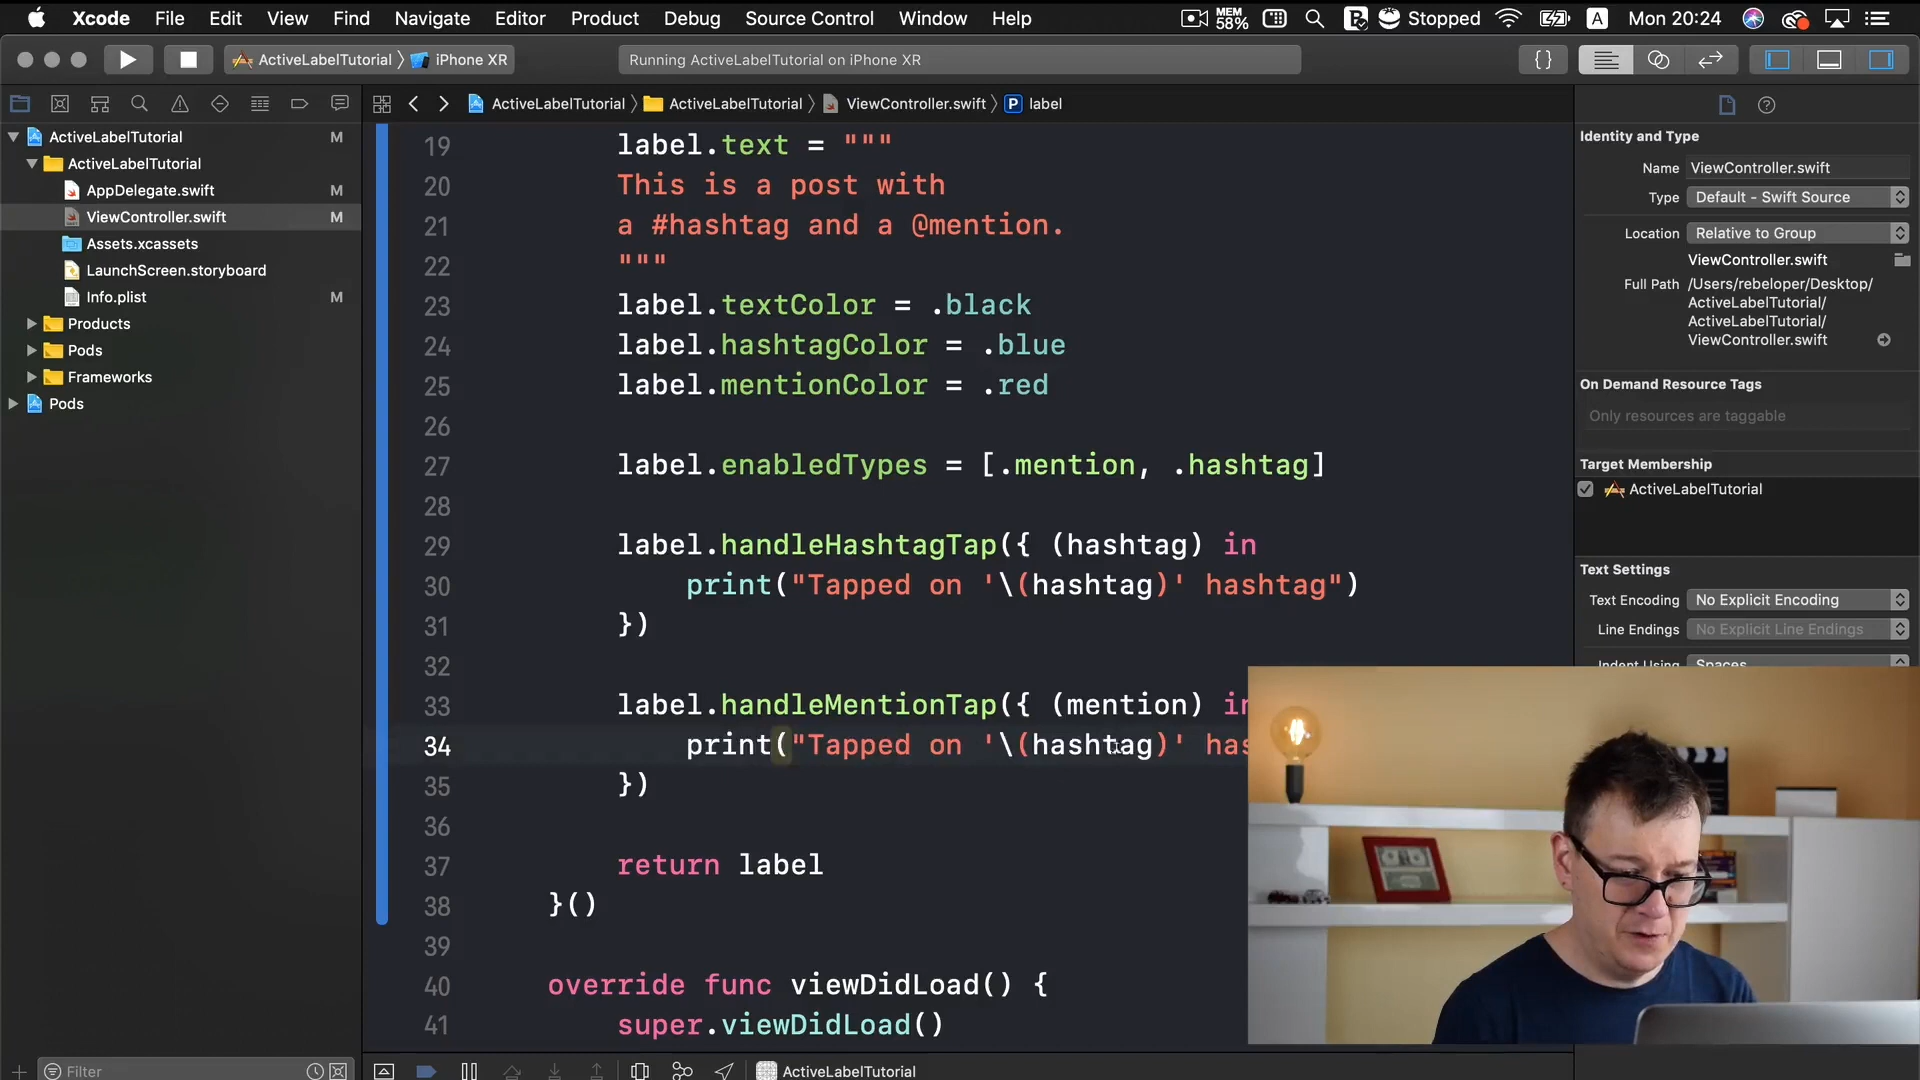 Xcode File Edit View Find Navigate Editor Product Debug Source Control Window Help MEM 58% Stopped A Mon 20:24
ActiveLabelTutorial iPhone XR Running ActiveLabelTutorial on iPhone XR {}
ActiveLabelTutorial ActiveLabelTutorial ViewController.swift P label
ActiveLabelTutorial M
ActiveLabelTutorial
AppDelegate.swift M
ViewController.swift M
Assets.xcassets
LaunchScreen.storyboard
Info.plist M
Products
Pods
Frameworks
Pods
Filter
19 label.text = """
20 This is a post with
21 a #hashtag and a @mention.
22 """
23 label.textColor = .black
24 label.hashtagColor = .blue
25 label.mentionColor = .red
26
27 label.enabledTypes = [.mention, .hashtag]
28
29 label.handleHashtagTap({ (hashtag) in
30 print("Tapped on '\(hashtag)' hashtag")
31 })
32
33 label.handleMentionTap({ (mention) in
34 print("Tapped on '\(hashtag)' has
35 })
36
37 return label
38 }()
39
40 override func viewDidLoad() {
41 super.viewDidLoad()
ActiveLabelTutorial
Identity and Type
Name ViewController.swift
Type Default - Swift Source
Location Relative to Group
ViewController.swift
Full Path /Users/rebeloper/Desktop/
ActiveLabelTutorial/
ActiveLabelTutorial/
ViewController.swift
On Demand Resource Tags
Only resources are taggable
Target Membership
ActiveLabelTutorial
Text Settings
Text Encoding No Explicit Encoding
Line Endings No Explicit Line Endings
Indent Using Spaces